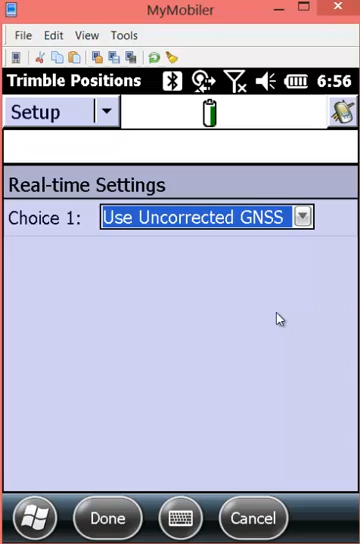 MyMobiler
File Edit View Tools
Trimble Positions 6:56
Setup
Real-time Settings
Choice 1: Use Uncorrected GNSS
Done Cancel